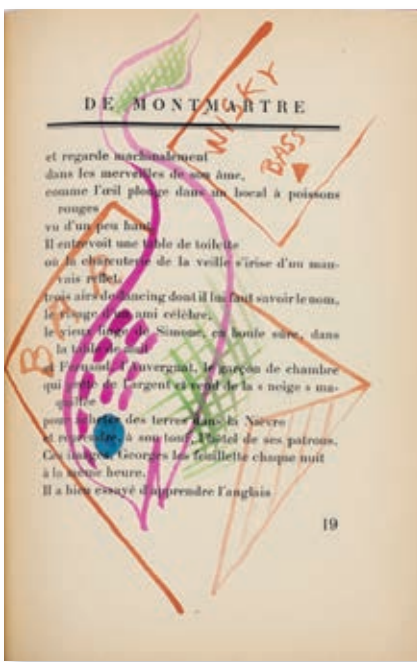 DE MONTMARTRE
WISKY
BASS
et regarde machinalement
dans les merveilles de son âme,
comme l'œil plonge dans un bocal à poissons
rouges
vu d'un peu haut.
Il entrevoit une table de toilette
où la charcuterie de la veille s'irise d'un mau-
vais reflet,
trois airs de dancing dont il lui faut savoir le nom,
le visage d'un ami célèbre,
le vieux linge de Simone, en boule sûre, dans
la table de nuit
et Fernand, l'Auvergnat, le garçon de chambre
qui prête de l'argent et vend de la « neige » ma-
quillée
pour acheter des terres dans la Nièvre
et reprendre à son tour, l'hôtel de ses patrons.
Ces images, Georges les feuillette chaque nuit
à la même heure.
Il a bien essayé d'apprendre l'anglais
19